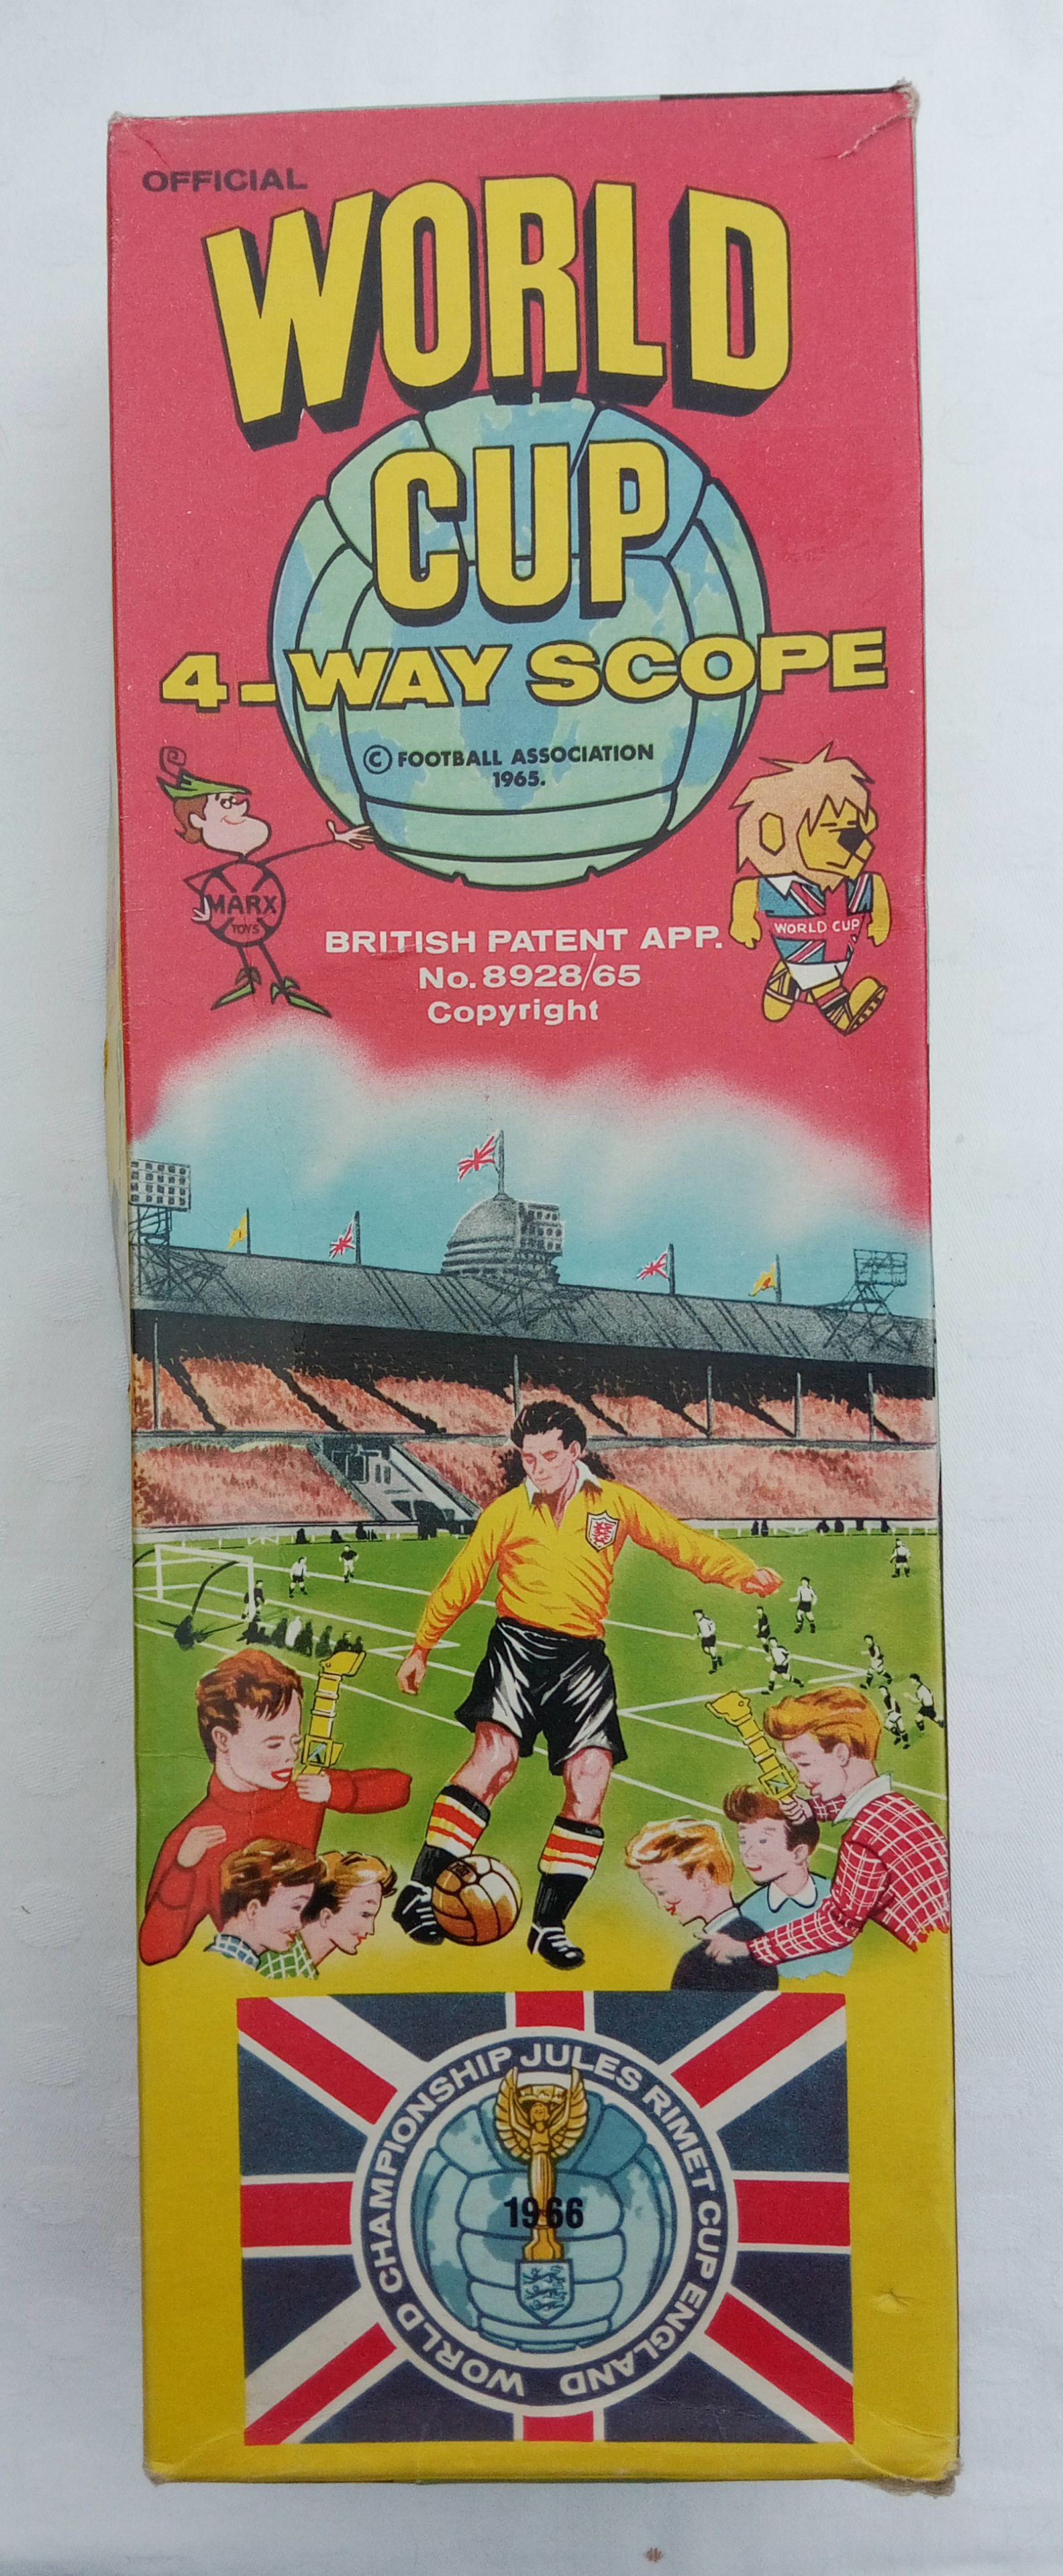 OFFICIAL
WORLD
CUP
4-WAY SCOPE
© FOOTBALL ASSOCIATION
1965.
MARX
TOYS
WORLD CUP
BRITISH PATENT APP.
No. 8928/65
Copyright
WORLD CHAMPIONSHIP JULES RIMET CUP ENGLAND
1966